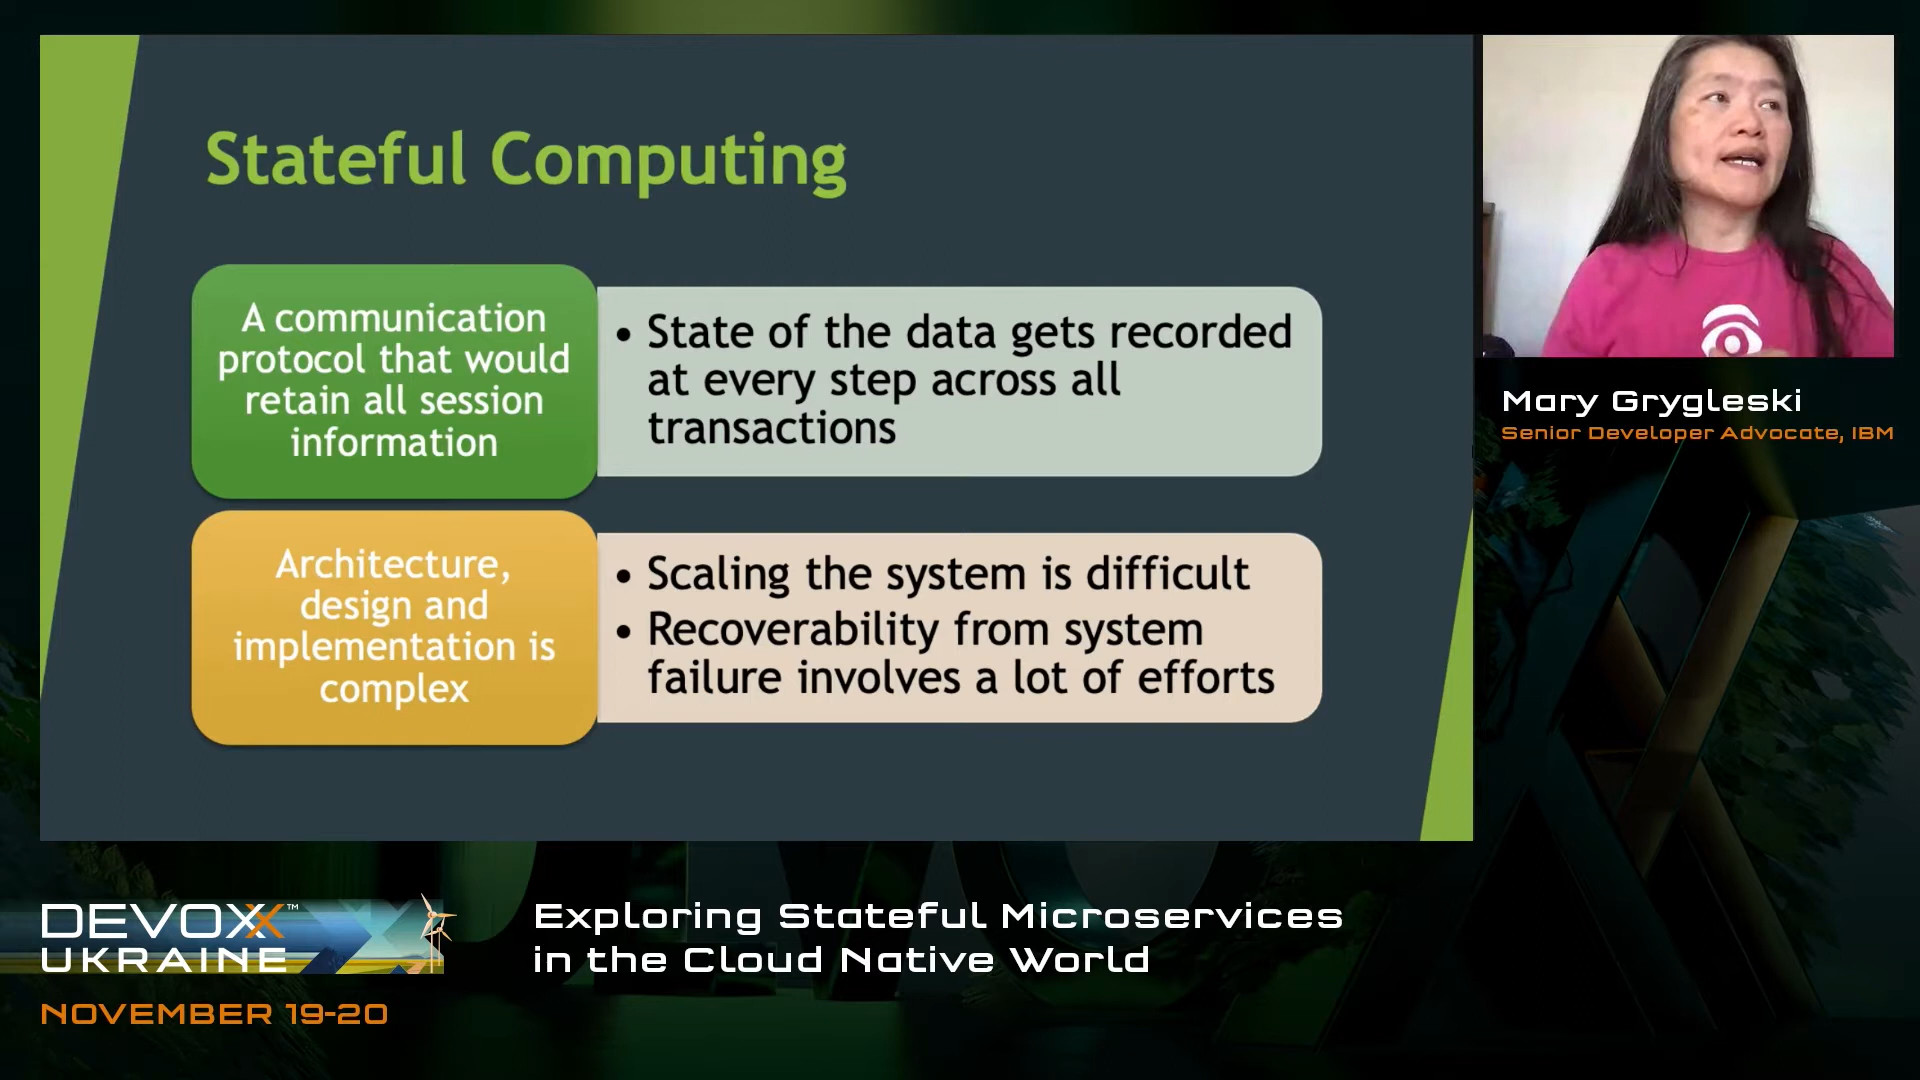 Stateful Computing
A communication
protocol that would
retain all session
information
• State of the data gets recorded
at every step across all
transactions
Architecture,
design and
implementation is
complex
• Scaling the system is difficult
• Recoverability from system
failure involves a lot of efforts
Mary Grygleski
Senior Developer Advocate, IBM
DEVOXX™
UKRAINE
NOVEMBER 19-20
Exploring Stateful Microservices
in the Cloud Native World